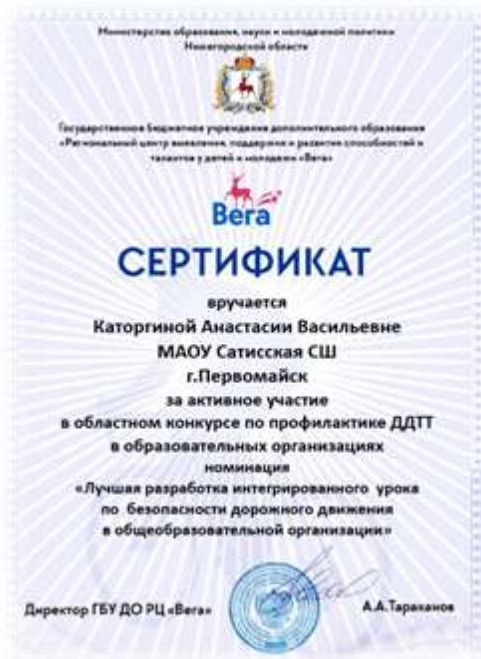 Министерство образования, науки и молодежной политики
Нижегородской области
Государственное бюджетное учреждение дополнительного образования
«Региональный центр выявления, поддержки и развития способностей и
талантов у детей и молодежи «Вега»
Вега
СЕРТИФИКАТ
вручается
Каторгиной Анастасии Васильевне
МАОУ Сатисская СШ
г.Первомайск
за активное участие
в областном конкурсе по профилактике ДДТТ
в образовательных организациях
номинация
«Лучшая разработка интегрированного урока
по безопасности дорожного движения
в общеобразовательной организации»
Директор ГБУ ДО РЦ «Вега» А.А.Тараканов